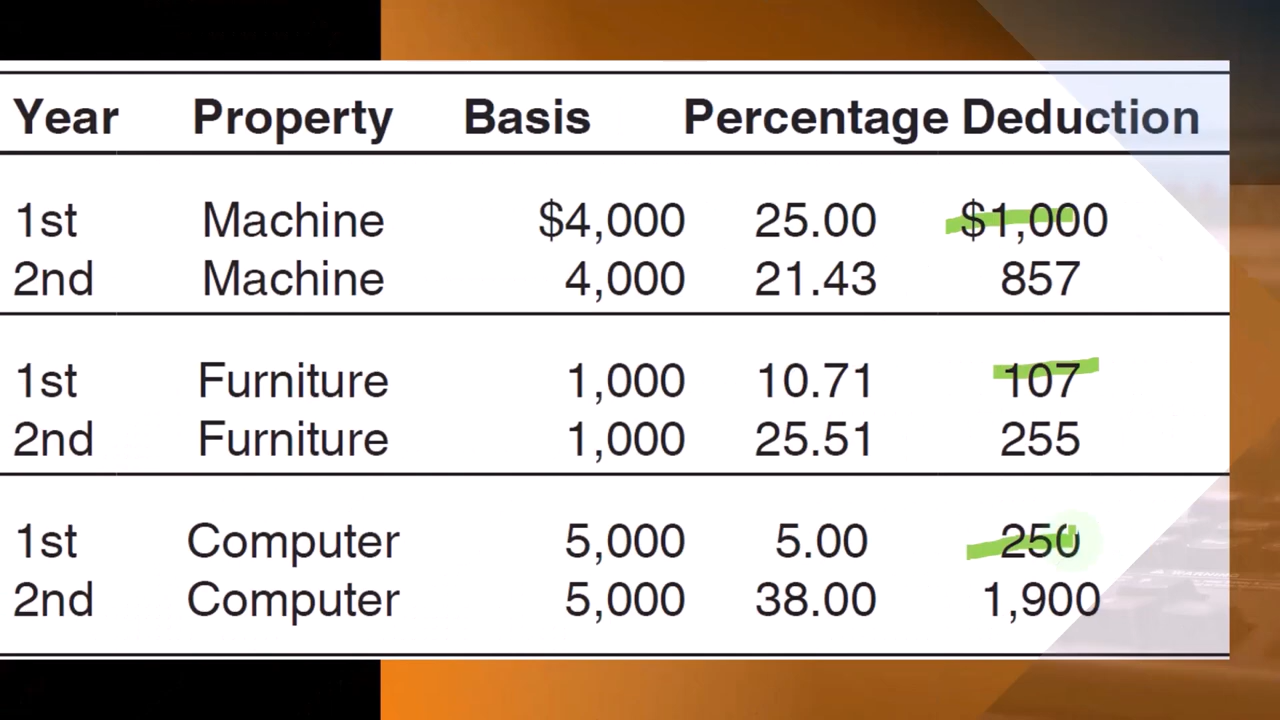 Year Property Basis Percentage Deduction
1st Machine $4,000 25.00 $1,000
2nd Machine 4,000 21.43 857
1st Furniture 1,000 10.71 107
2nd Furniture 1,000 25.51 255
1st Computer 5,000 5.00 250
2nd Computer 5,000 38.00 1,900